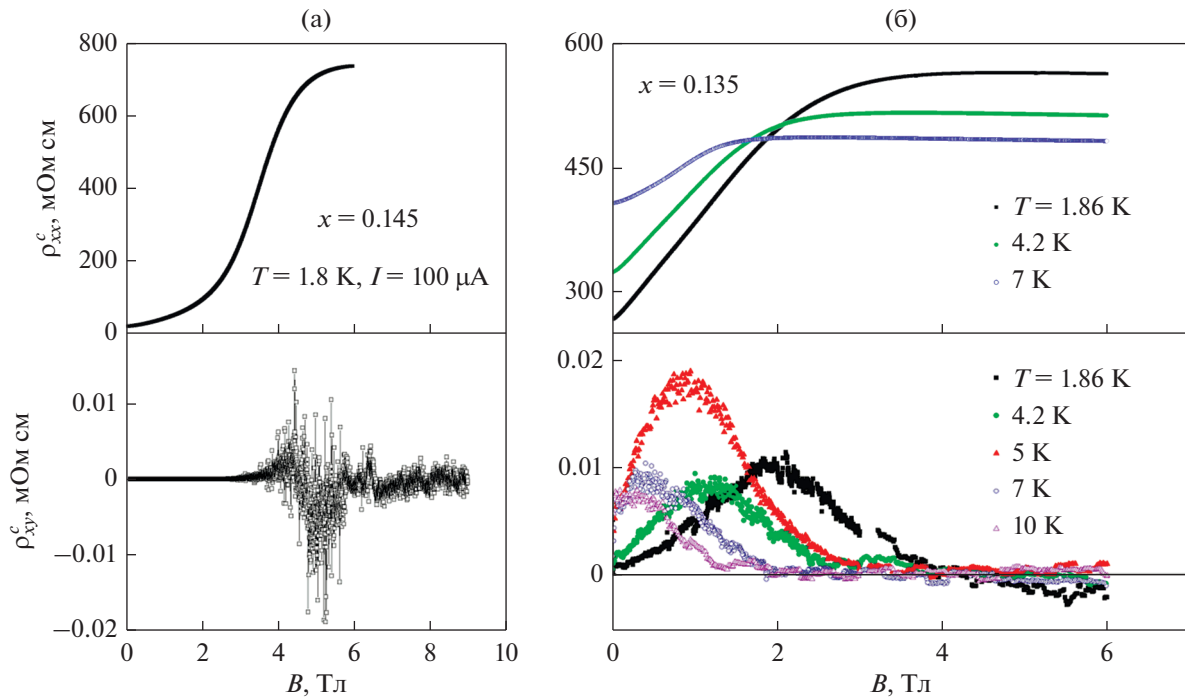 (а)
800
600
400
200
0
ρᶜxx, мОм см
x = 0.145
T = 1.8 K, I = 100 μA
0.01
0
−0.01
−0.02
ρᶜxy, мОм см
0 2 4 6 8 10
B, Тл
(б)
600
450
300
x = 0.135
T = 1.86 K
4.2 K
7 K
0.02
0.01
0
T = 1.86 K
4.2 K
5 K
7 K
10 K
0 2 4 6
B, Тл